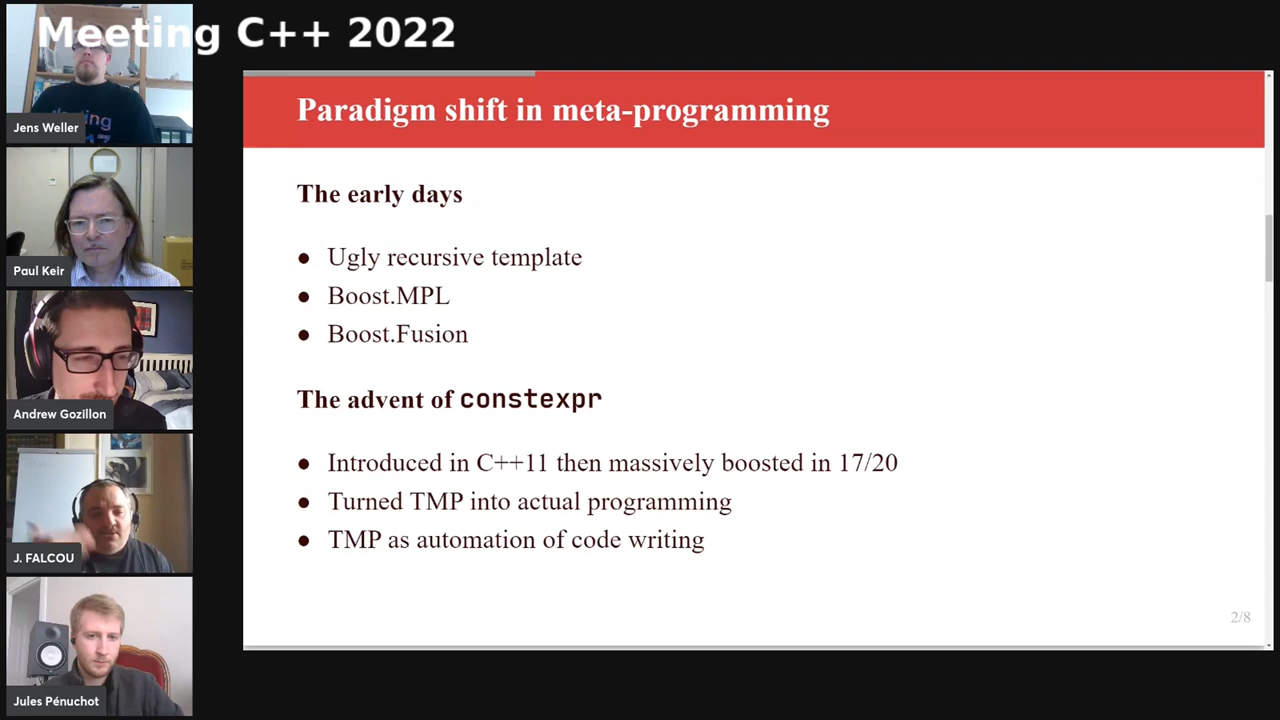 Meeting C++ 2022
Jens Weller
Paul Keir
Andrew Gozillon
J. FALCOU
Jules Pénuchot
Paradigm shift in meta-programming
The early days
● Ugly recursive template
● Boost.MPL
● Boost.Fusion
The advent of constexpr
● Introduced in C++11 then massively boosted in 17/20
● Turned TMP into actual programming
● TMP as automation of code writing
2/8